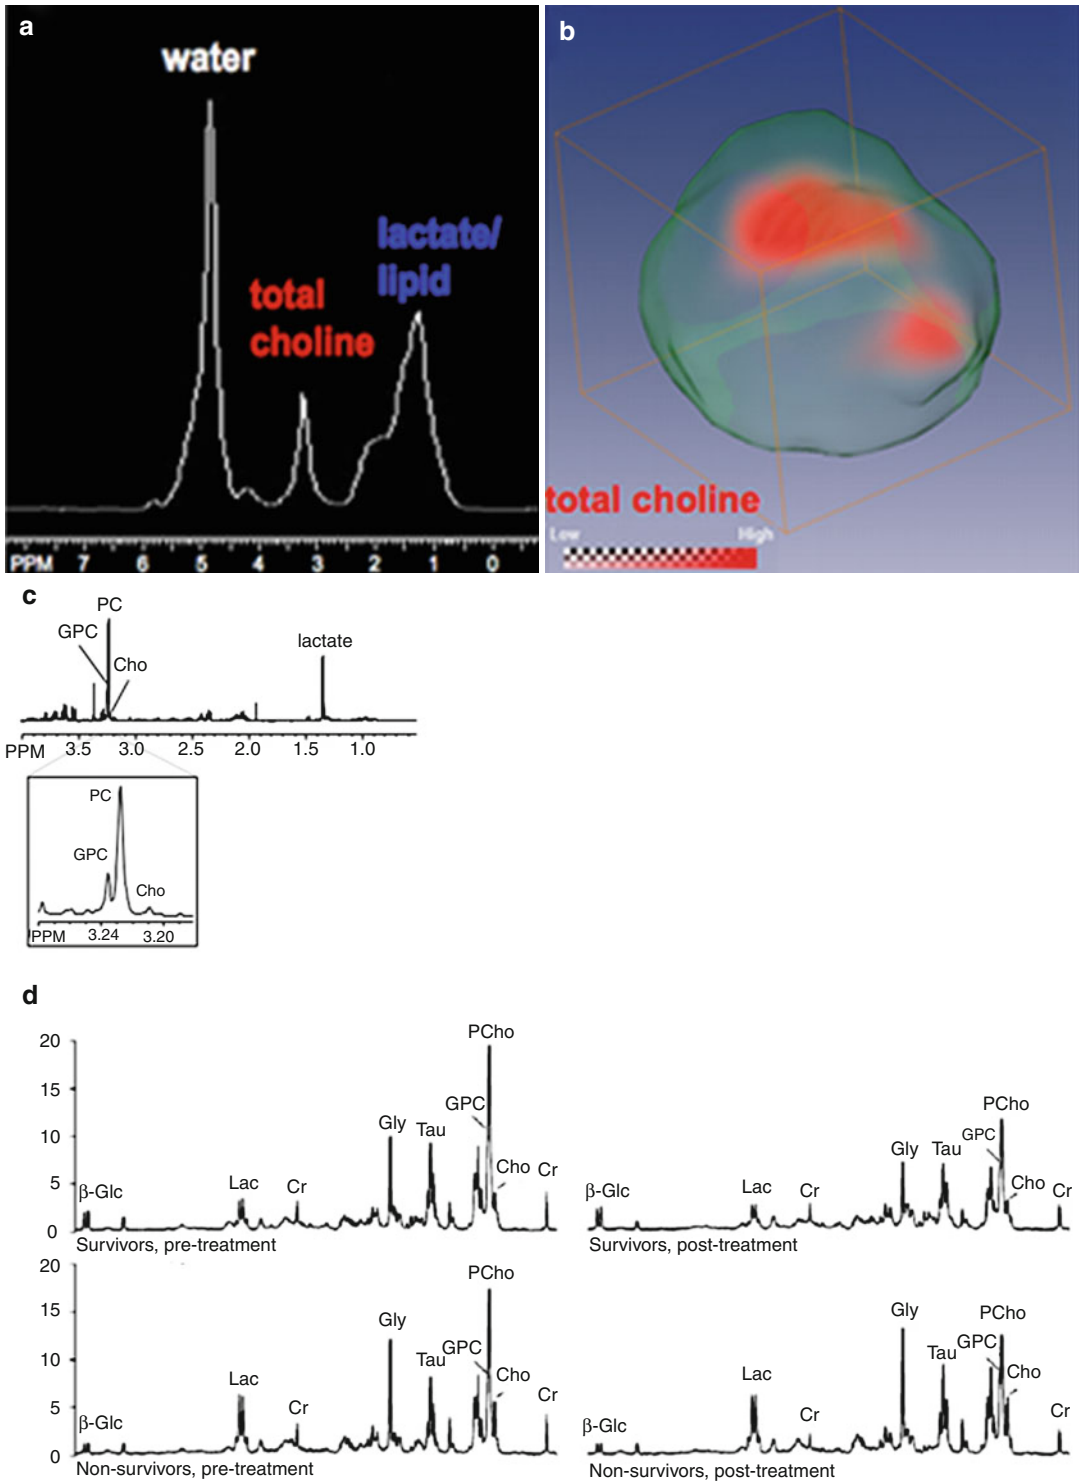 a
water
total
choline
lactate/
lipid
PPM 7 6 5 4 3 2 1 0
b
total choline
Low High
c
PC
GPC
Cho
lactate
PPM 3.5 3.0 2.5 2.0 1.5 1.0
PC
GPC
Cho
PPM 3.24 3.20
d
20
15
10
5
0
β-Glc
Lac
Cr
Gly
Tau
GPC
PCho
Cho
Cr
Survivors, pre-treatment
β-Glc
Lac
Cr
Gly
Tau
GPC
PCho
Cho
Cr
Survivors, post-treatment
20
15
10
5
0
β-Glc
Lac
Cr
Gly
Tau
GPC
PCho
Cho
Cr
Non-survivors, pre-treatment
β-Glc
Lac
Cr
Gly
Tau
GPC
PCho
Cho
Cr
Non-survivors, post-treatment